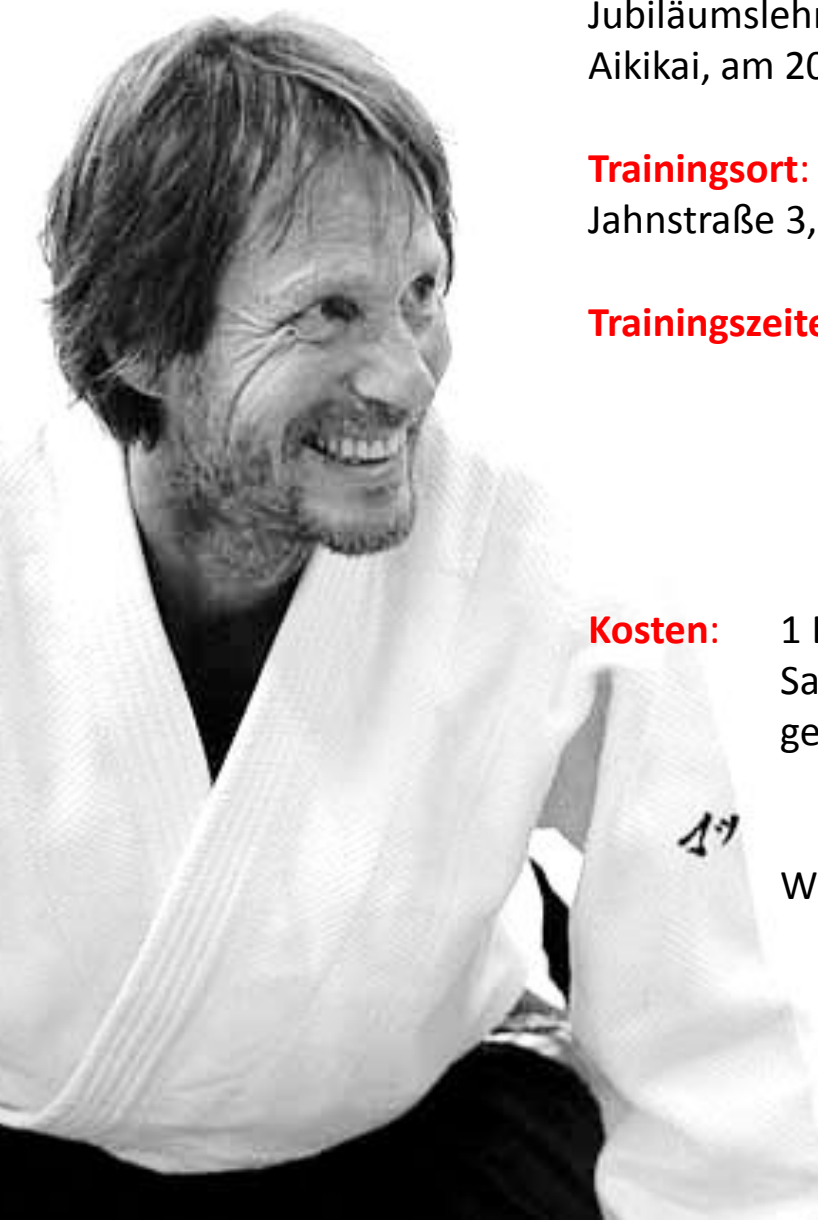 Jubiläumslehr
Aikikai, am 20
Trainingsort:
Jahnstraße 3,
Trainingszeite
Kosten: 1
Sa
ge
W